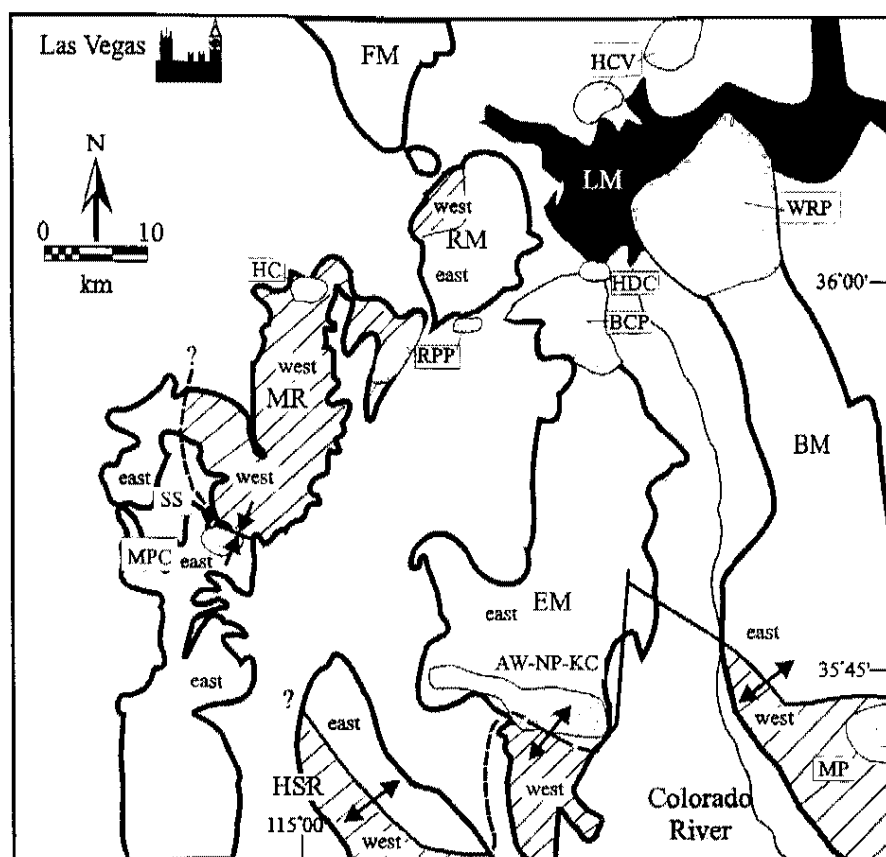 Las Vegas
FM
HCV
N
LM
west
WRP
0 10
RM
km
HC
east
HDC
36°00'
BCP
RPP
?
west
MR
BM
east
west
SS
MPC
east
east
EM
east
AW-NP-KC
35°45'
east
?
east
west
west
MP
HSR
Colorado
River
115°00'
west